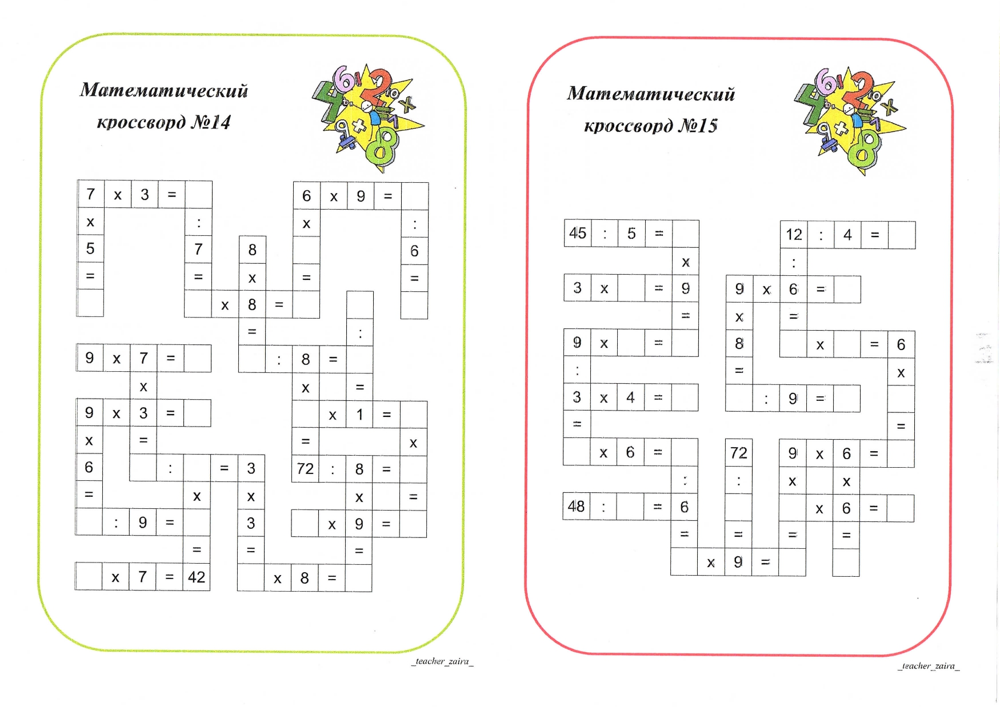 Математический
кроссворд №14
7 x 3 =
x : 
5 7 8
= = x
x 8 =
=
9 x 7 = : 8 =
x x =
9 x 3 = x 1 =
x = = x
6 : = 3 72 : 8 =
= x x x =
: 9 = 3 x 9 =
= = =
x 7 = 42 x 8 =
6 x 9 =
x :
6
= =
:
_teacher_zaira_
Математический
кроссворд №15
45 : 5 = 12 : 4 =
x :
3 x = 9 9 x 6 =
= x =
9 x = 8 x = 6
: = x
3 x 4 = : 9 =
= =
x 6 = 72 9 x 6 =
: : x x
48 : = 6 x 6 =
= = = =
x 9 =
_teacher_zaira_